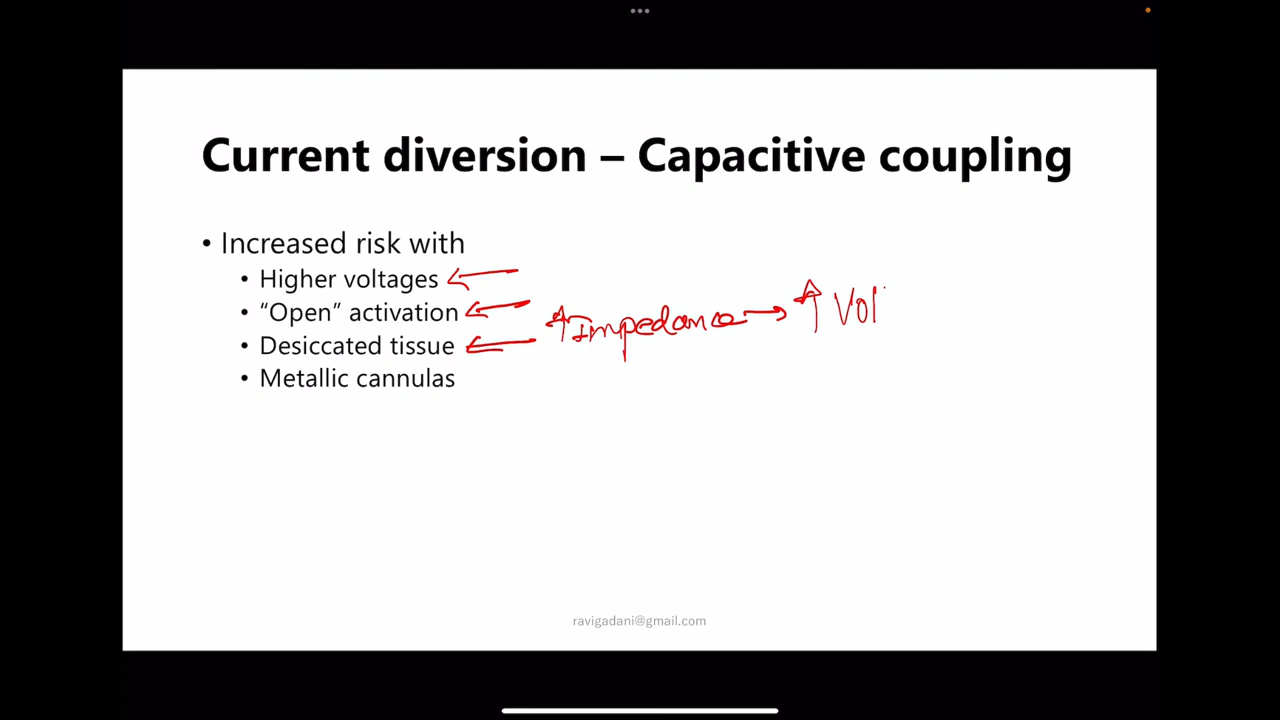 Current diversion – Capacitive coupling
• Increased risk with
• Higher voltages
• “Open” activation
• Desiccated tissue
• Metallic cannulas
↑Impedance → ↑ Vol
ravigadani@gmail.com